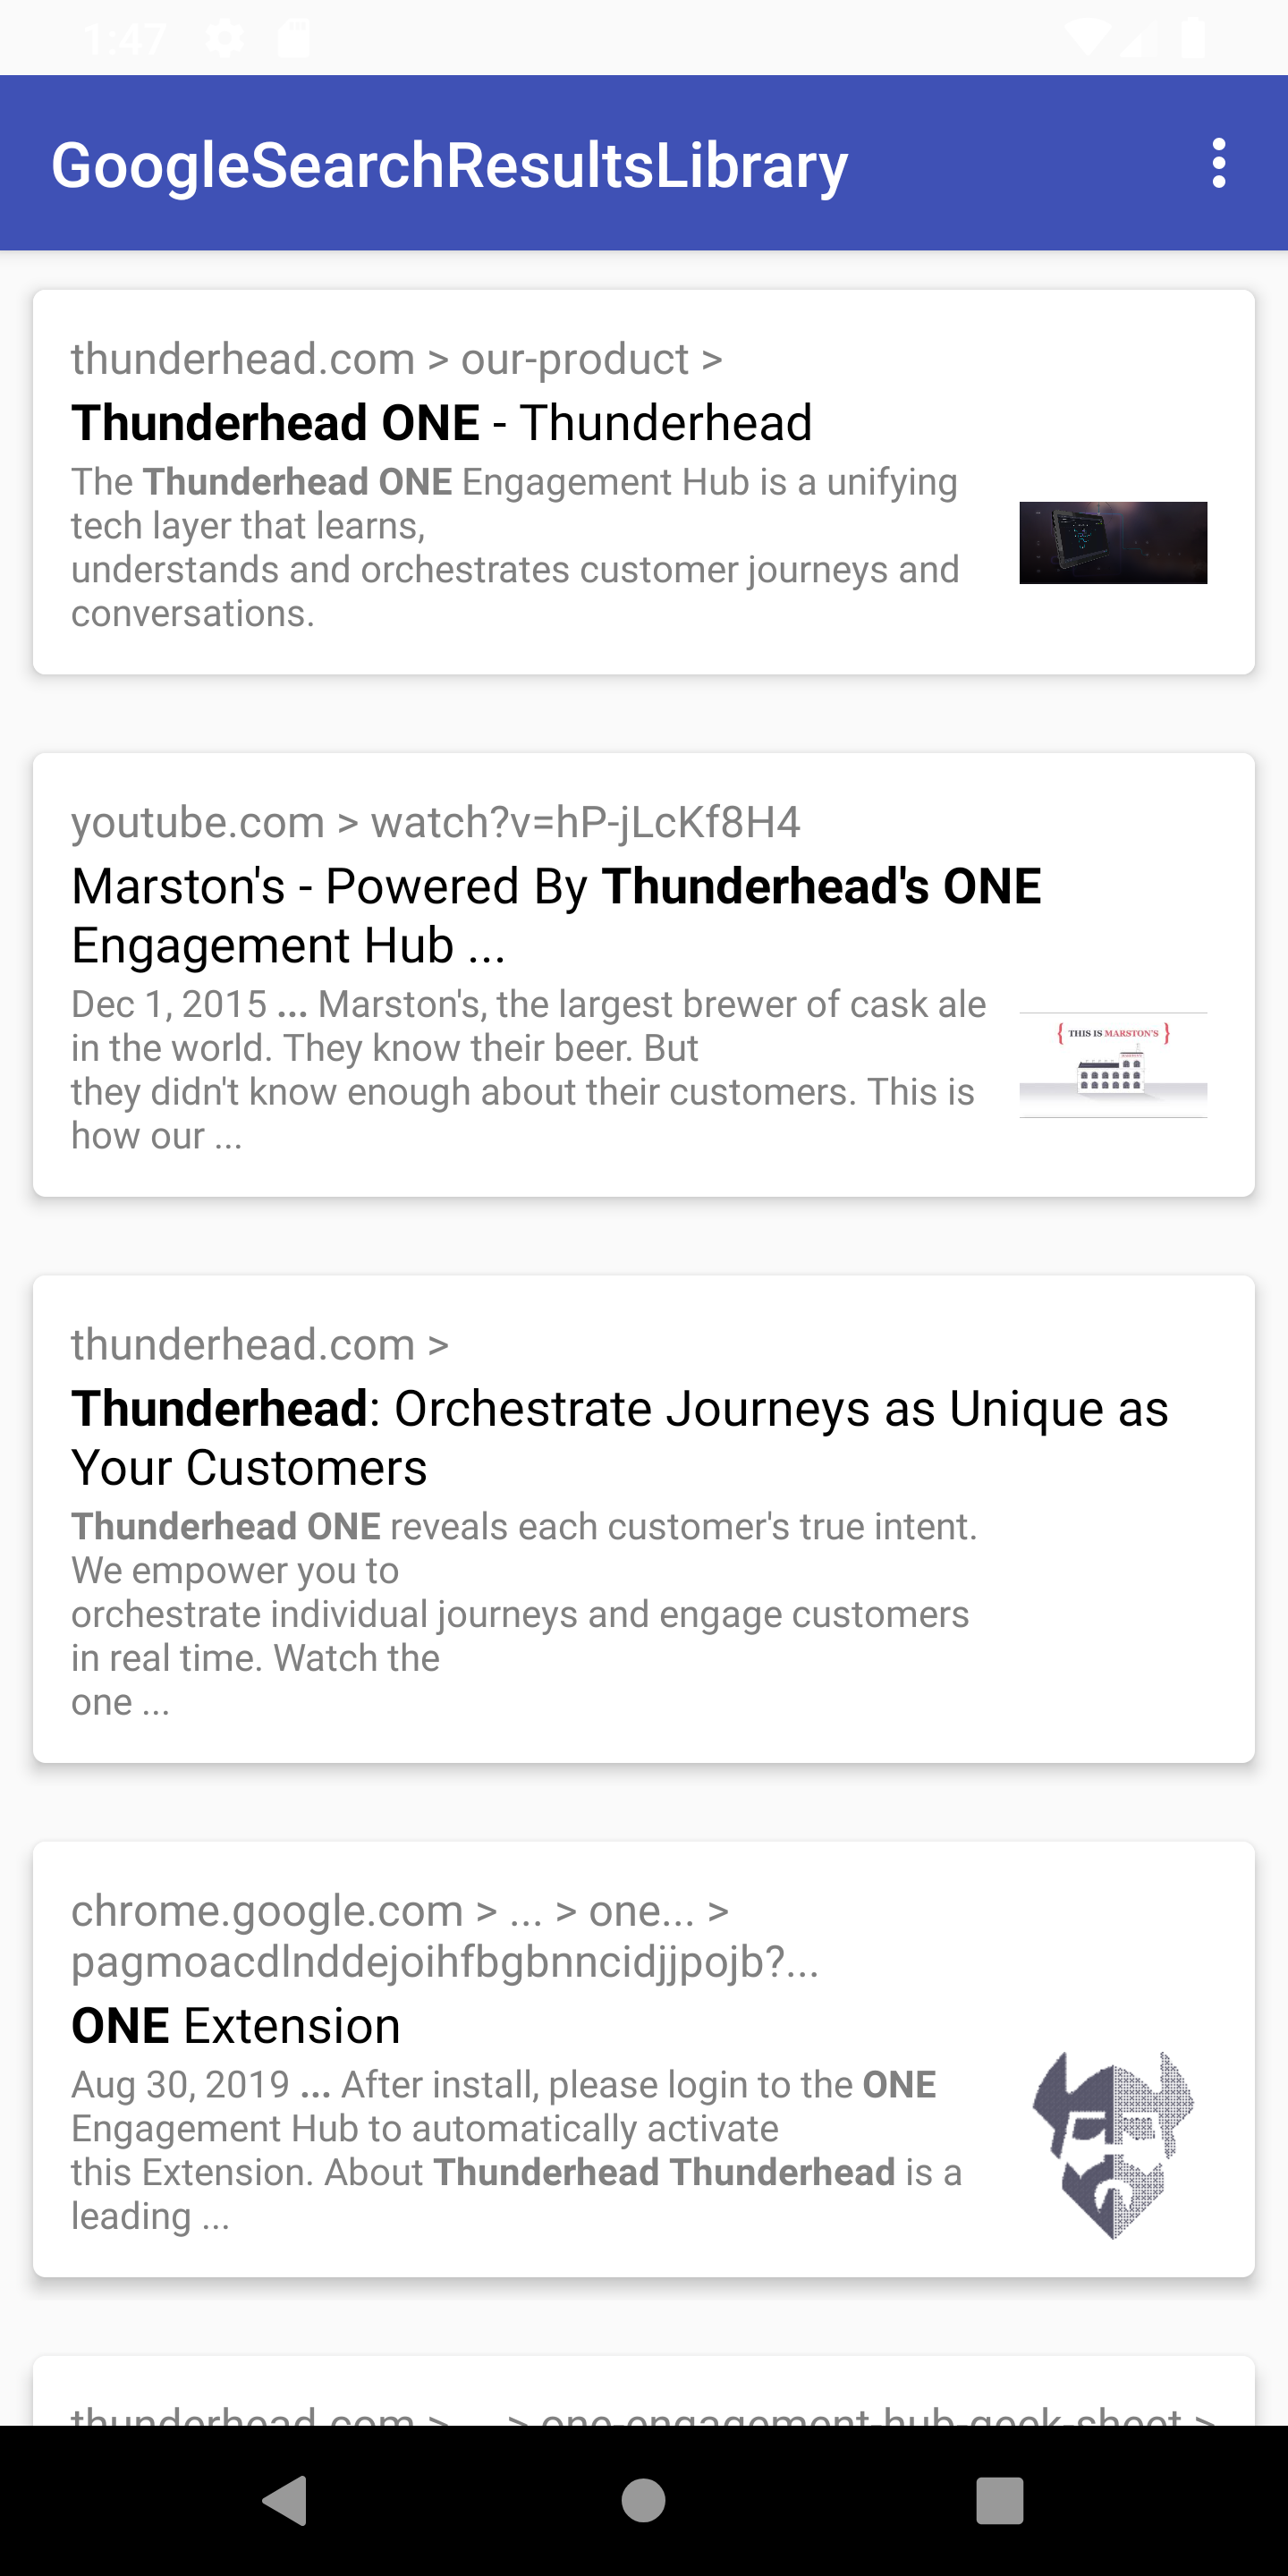 1:47
GoogleSearchResultsLibrary
thunderhead.com > our-product >
Thunderhead ONE - Thunderhead
The Thunderhead ONE Engagement Hub is a unifying
tech layer that learns,
understands and orchestrates customer journeys and
conversations.
youtube.com > watch?v=hP-jLcKf8H4
Marston's - Powered By Thunderhead's ONE
Engagement Hub ...
Dec 1, 2015 ... Marston's, the largest brewer of cask ale
in the world. They know their beer. But
they didn't know enough about their customers. This is
how our ...
{ THIS IS MARSTON'S }
thunderhead.com >
Thunderhead: Orchestrate Journeys as Unique as
Your Customers
Thunderhead ONE reveals each customer's true intent.
We empower you to
orchestrate individual journeys and engage customers
in real time. Watch the
one ...
chrome.google.com > ... > one... >
pagmoacdlnddejoihfbgbnncidjjpojb?...
ONE Extension
Aug 30, 2019 ... After install, please login to the ONE
Engagement Hub to automatically activate
this Extension. About Thunderhead Thunderhead is a
leading ...
thunderhead.com > ... > one-engagement-hub-geek-sheet >